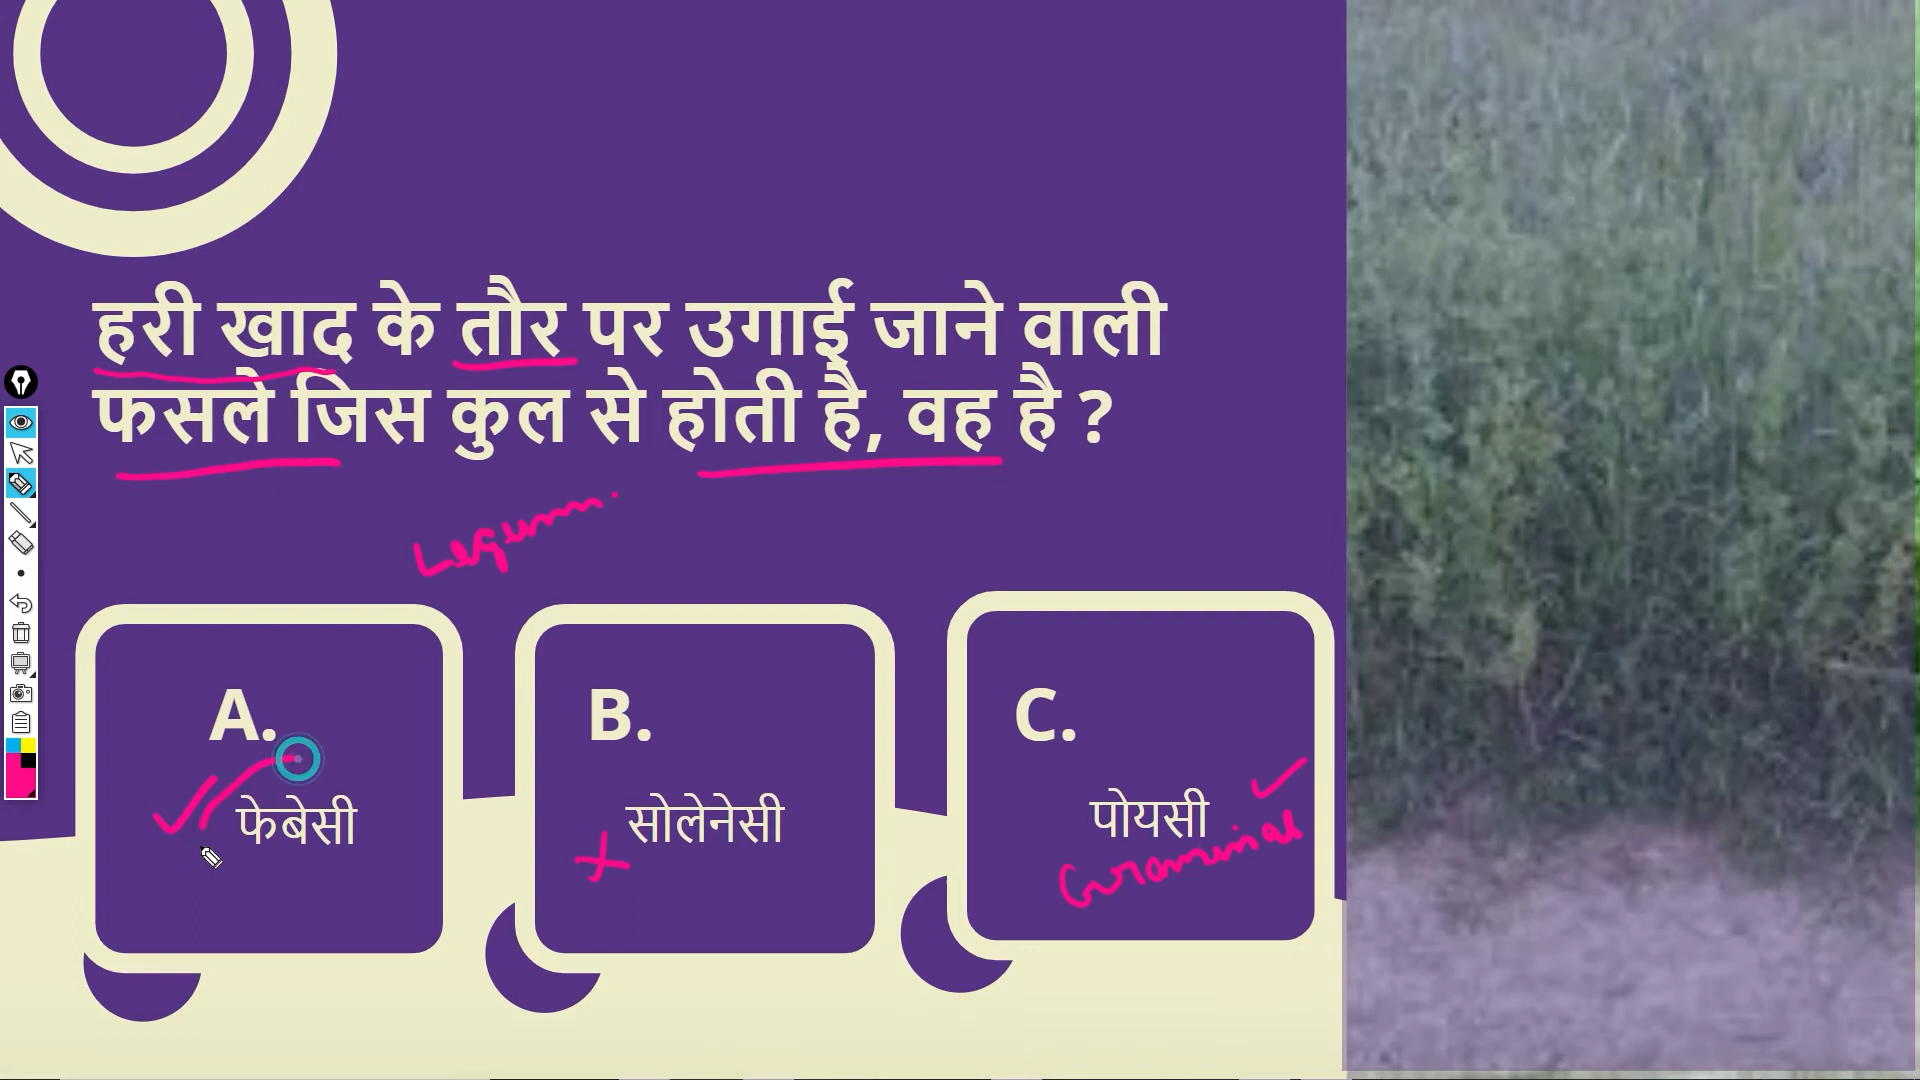 हरी खाद के तौर पर उगाई जाने वाली
फसले जिस कुल से होती है, वह है ?
A.
फेबेसी
B.
सोलेनेसी
C.
पोयसी